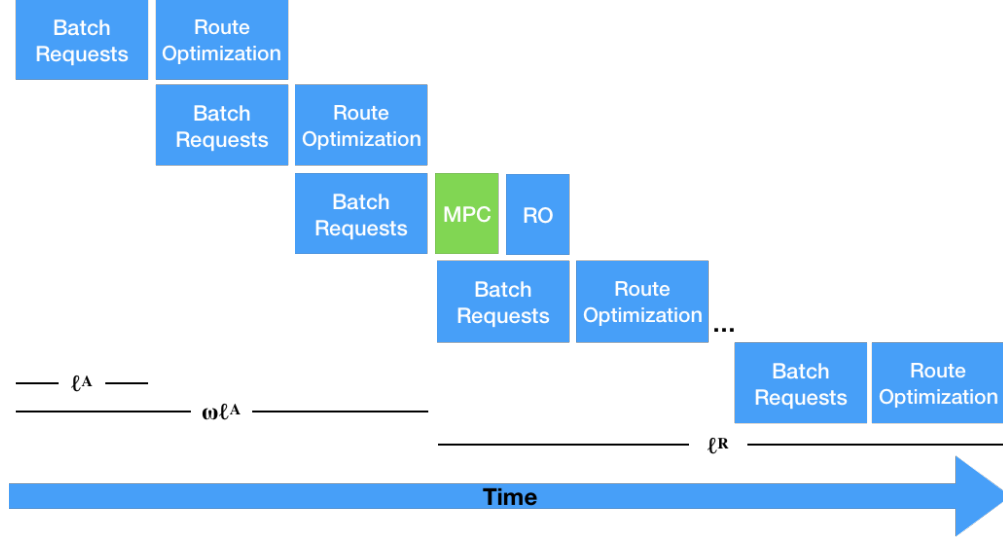 Batch
Requests
Route
Optimization
Batch
Requests
Route
Optimization
Batch
Requests
MPC
RO
Batch
Requests
Route
Optimization
...
Batch
Requests
Route
Optimization
ℓᴬ
ωℓᴬ
ℓᴿ
Time